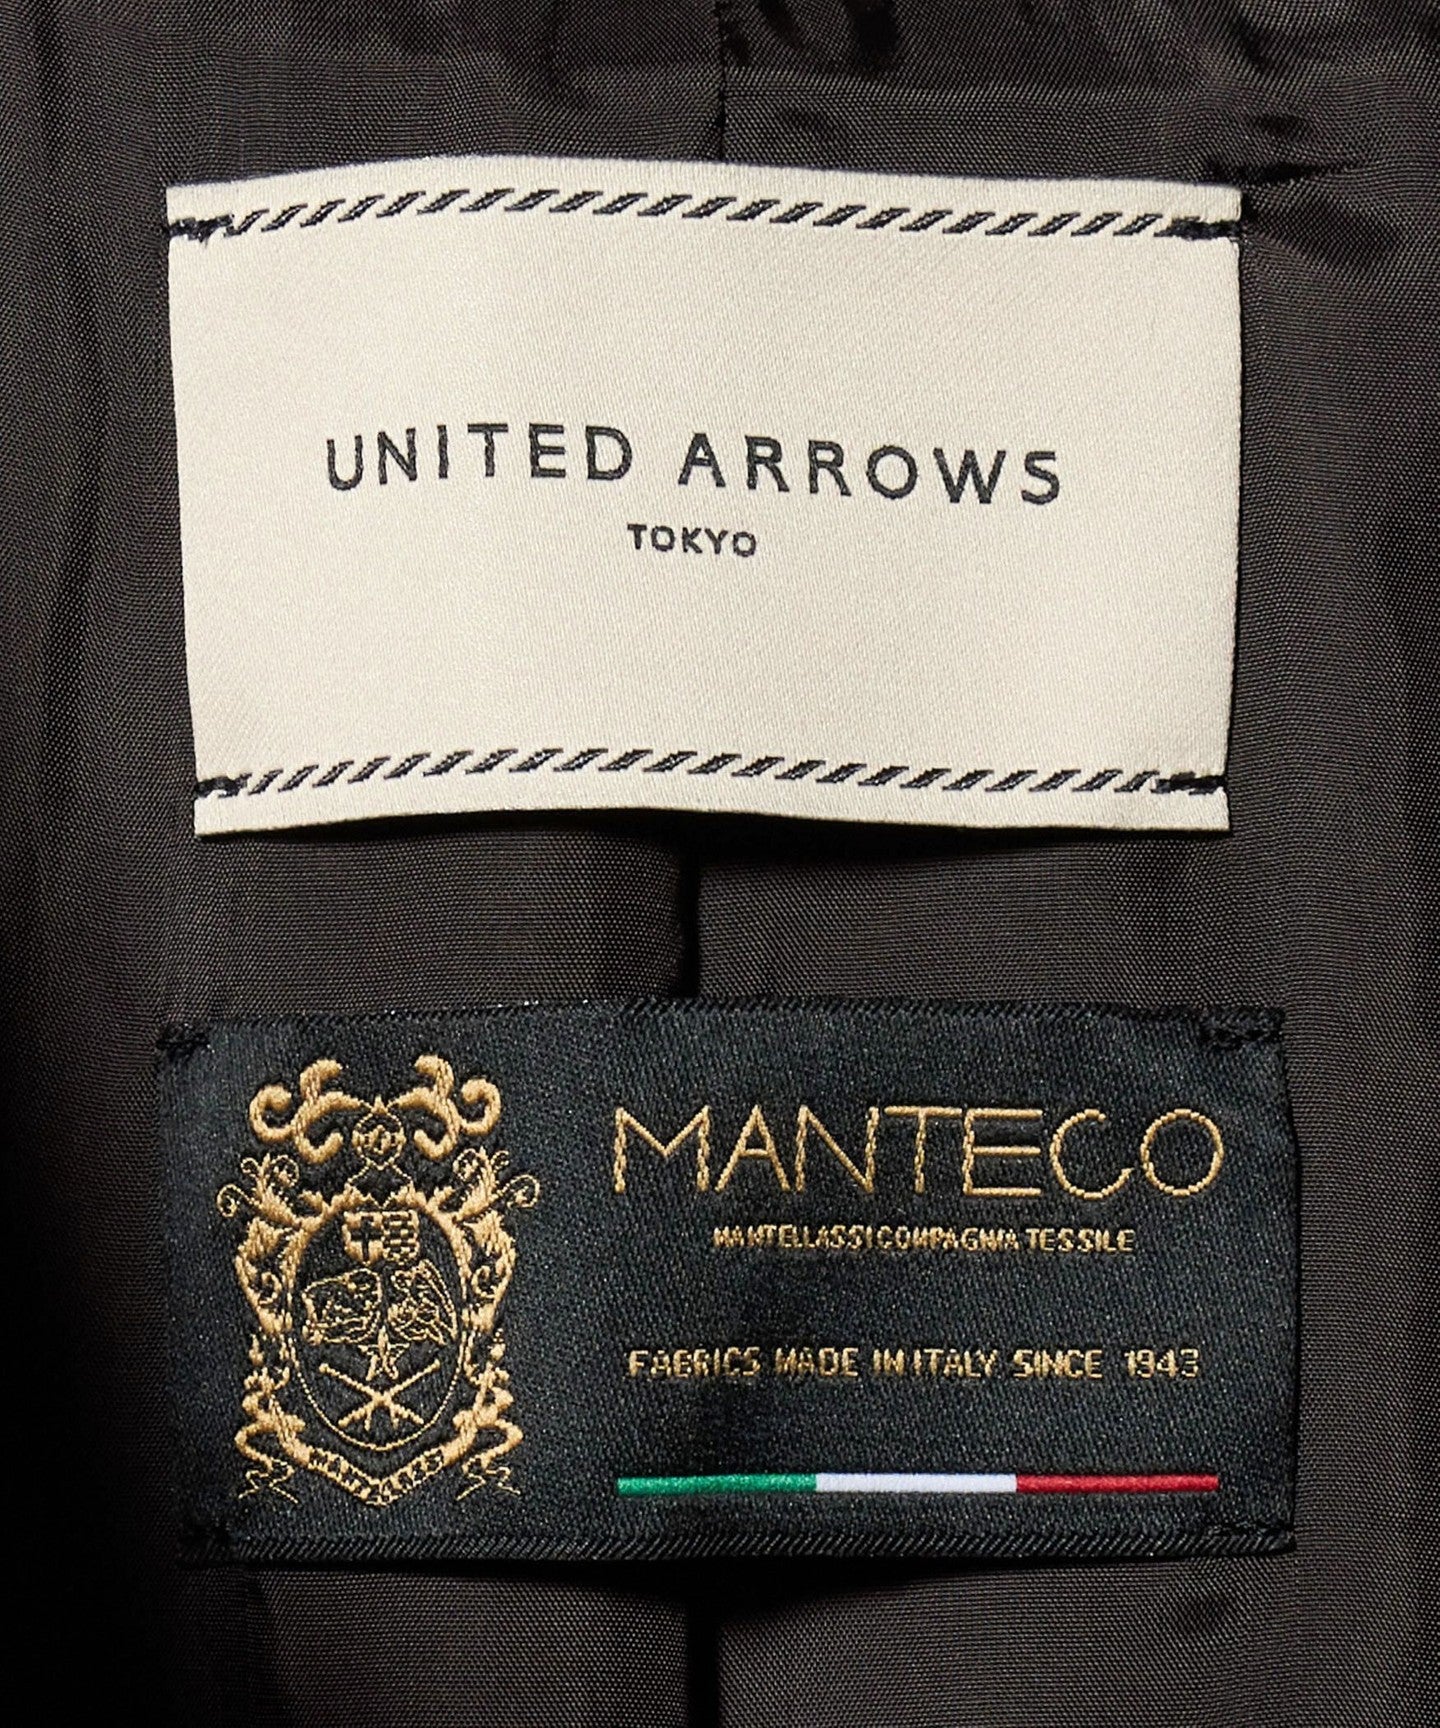 UNITED ARROWS
TOKYO
MANTECO
MANTELLASSI COMPAGNIA TESSILE
FABRICS MADE IN ITALY SINCE 1943